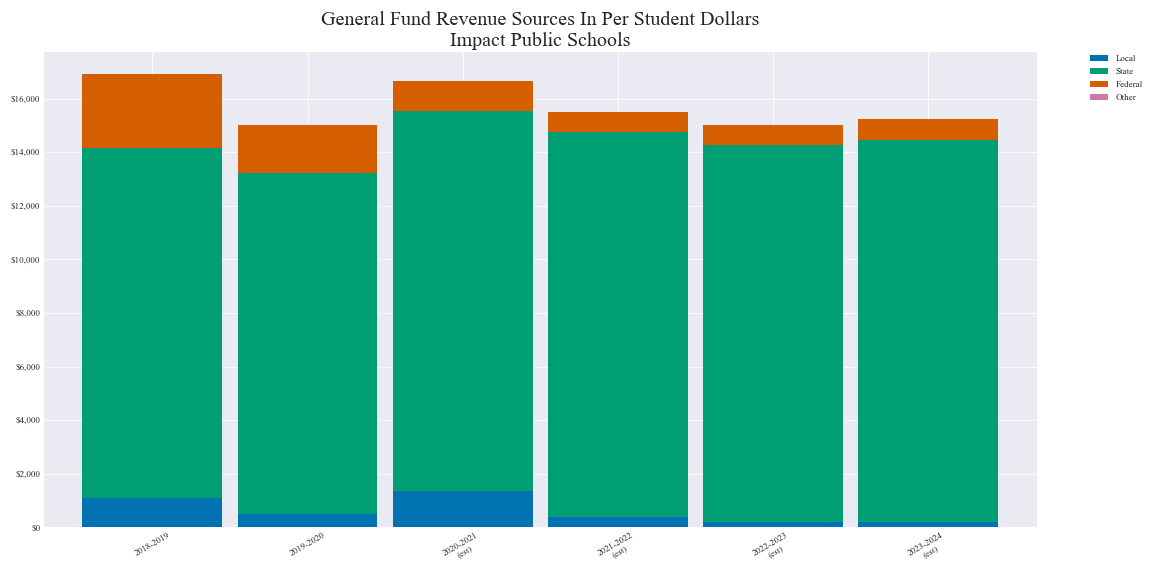 General Fund Revenue Sources In Per Student Dollars
Impact Public Schools
Local
State
Federal
Other
$16,000
$14,000
$12,000
$10,000
$8,000
$6,000
$4,000
$2,000
$0
2018-2019
2019-2020
2020-2021
(est)
2021-2022
(est)
2022-2023
(est)
2023-2024
(est)